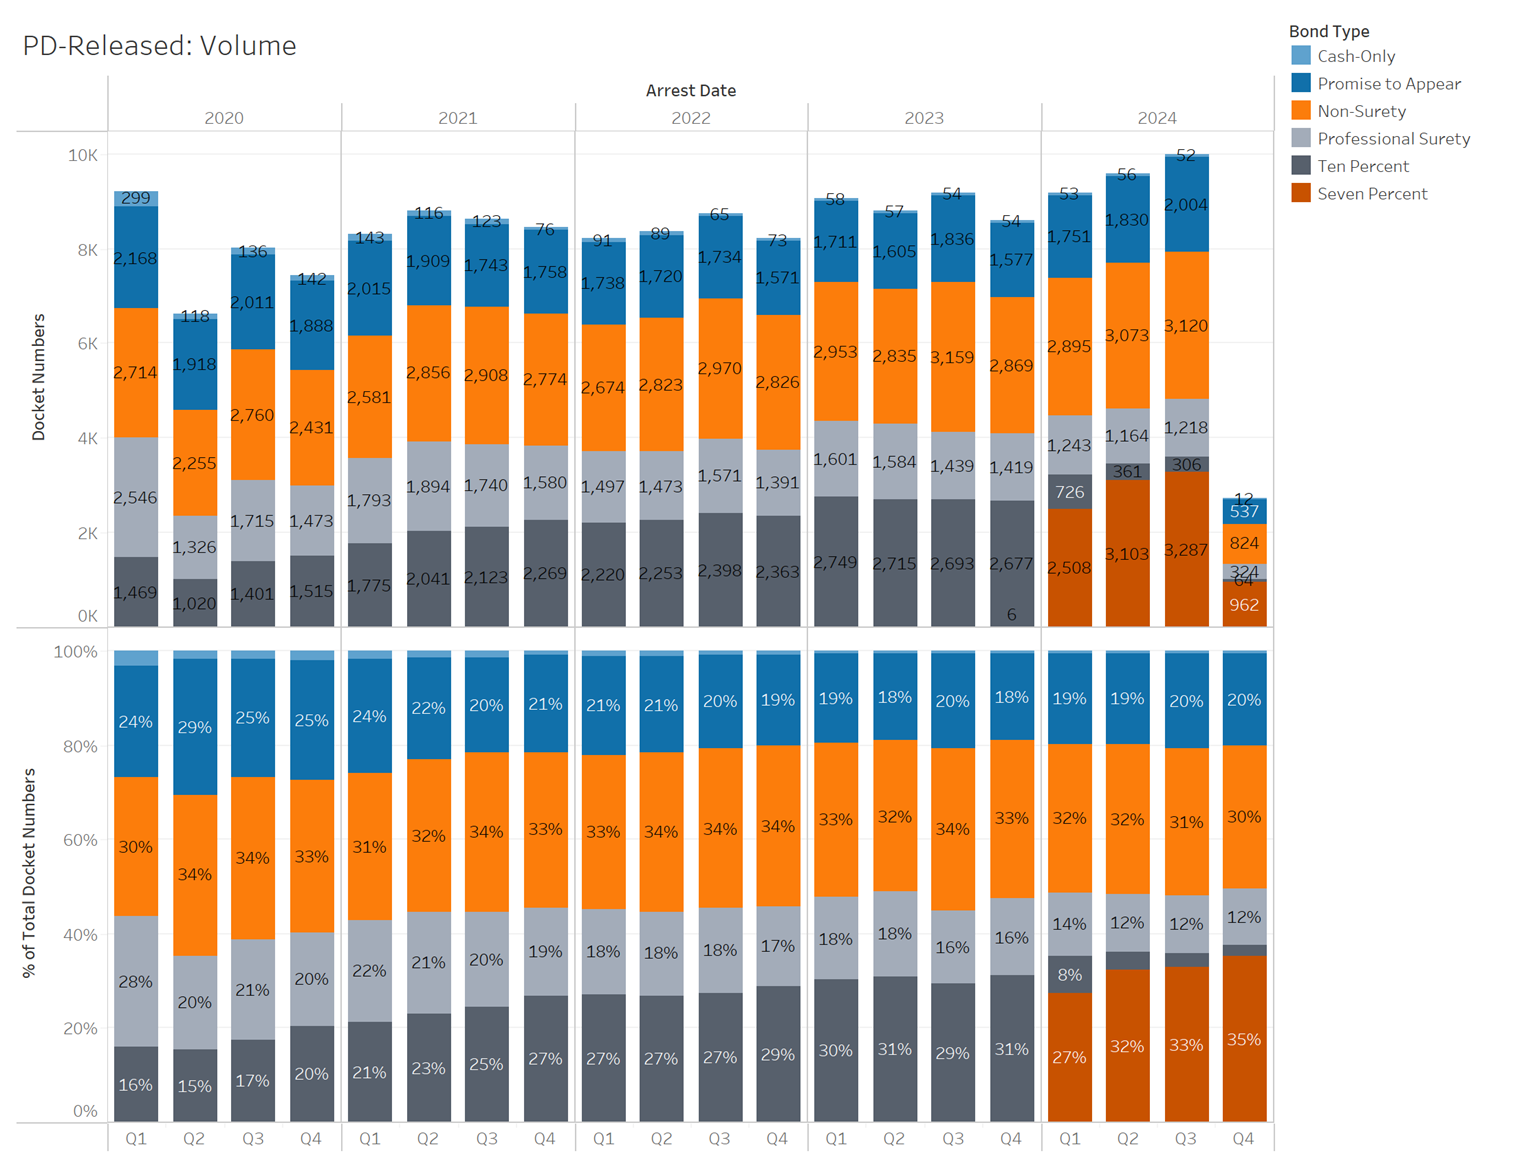 PD-Released: Volume
Bond Type
Cash-Only
Promise to Appear
Non-Surety
Professional Surety
Ten Percent
Seven Percent
Arrest Date
2020 2021 2022 2023 2024
Docket Numbers
10K
8K
6K
4K
2K
0K
299 118 136 142 143 116 123 76 91 89 65 73 58 57 54 54 53 56 52 12
2,168 1,918 2,011 1,888 2,015 1,909 1,743 1,758 1,738 1,720 1,734 1,571 1,711 1,605 1,836 1,577 1,751 1,830 2,004 537
2,714 2,255 2,760 2,431 2,581 2,856 2,908 2,774 2,674 2,823 2,970 2,826 2,953 2,835 3,159 2,869 2,895 3,073 3,120 824
2,546 1,326 1,715 1,473 1,793 1,894 1,740 1,580 1,497 1,473 1,571 1,391 1,601 1,584 1,439 1,419 1,243 1,164 1,218 324
1,469 1,020 1,401 1,515 1,775 2,041 2,123 2,269 2,220 2,253 2,398 2,363 2,749 2,715 2,693 2,677 726 361 306 64
6 2,508 3,103 3,287 962
% of Total Docket Numbers
100%
80%
60%
40%
20%
0%
24% 29% 25% 25% 24% 22% 20% 21% 21% 21% 20% 19% 19% 18% 20% 18% 19% 19% 20% 20%
30% 34% 34% 33% 31% 32% 34% 33% 33% 34% 34% 34% 33% 32% 34% 33% 32% 32% 31% 30%
28% 20% 21% 20% 22% 21% 20% 19% 18% 18% 18% 17% 18% 18% 16% 16% 14% 12% 12% 12%
16% 15% 17% 20% 21% 23% 25% 27% 27% 27% 27% 29% 30% 31% 29% 31% 8%
27% 32% 33% 35%
Q1 Q2 Q3 Q4 Q1 Q2 Q3 Q4 Q1 Q2 Q3 Q4 Q1 Q2 Q3 Q4 Q1 Q2 Q3 Q4